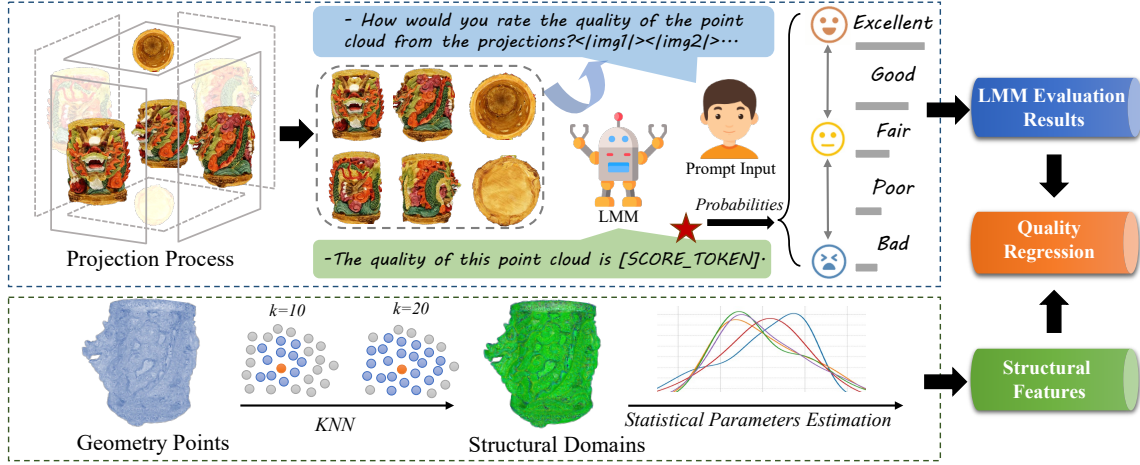 - How would you rate the quality of the point
cloud from the projections?</img1|></img2|>...
Projection Process
LMM
Prompt Input
Probabilities
-The quality of this point cloud is [SCORE_TOKEN].
Excellent
Good
Fair
Poor
Bad
LMM Evaluation
Results
Quality
Regression
Structural
Features
k=10
k=20
KNN
Geometry Points
Structural Domains
Statistical Parameters Estimation